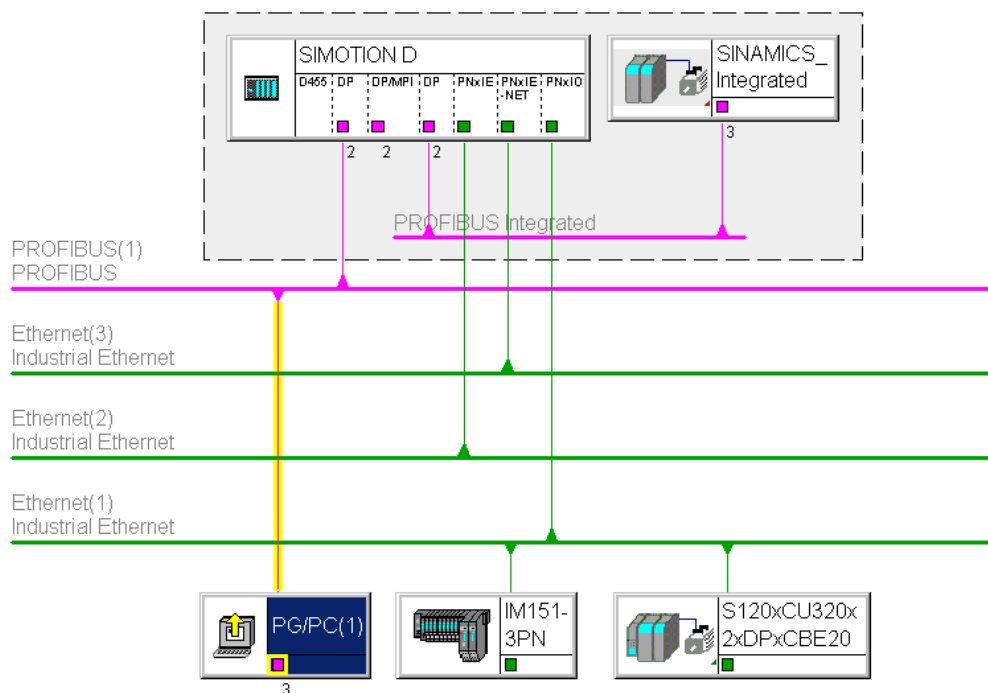 SIMOTION D
D455 DP DP/MPI DP PNxIE PNxIE PNxIO
-NET
2 2 2
SINAMICS_
Integrated
3
PROFIBUS Integrated
PROFIBUS(1)
PROFIBUS
Ethernet(3)
Industrial Ethernet
Ethernet(2)
Industrial Ethernet
Ethernet(1)
Industrial Ethernet
PG/PC(1)
3
IM151-
3PN
S120xCU320x
2xDPxCBE20